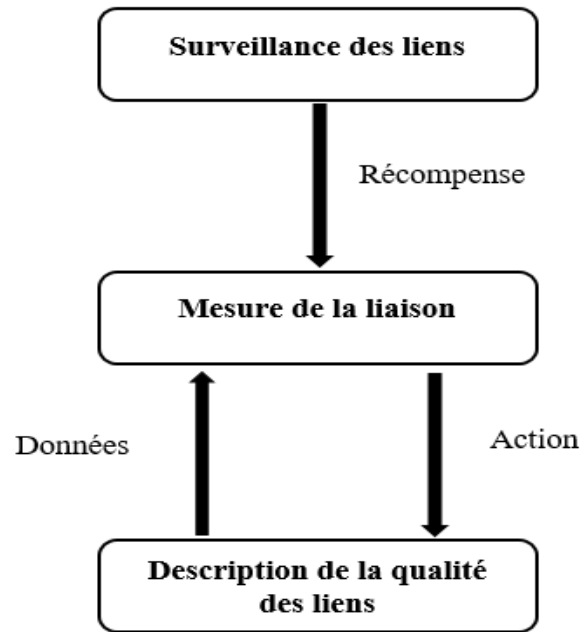 Surveillance des liens
Récompense
Mesure de la liaison
Données
Action
Description de la qualité
des liens